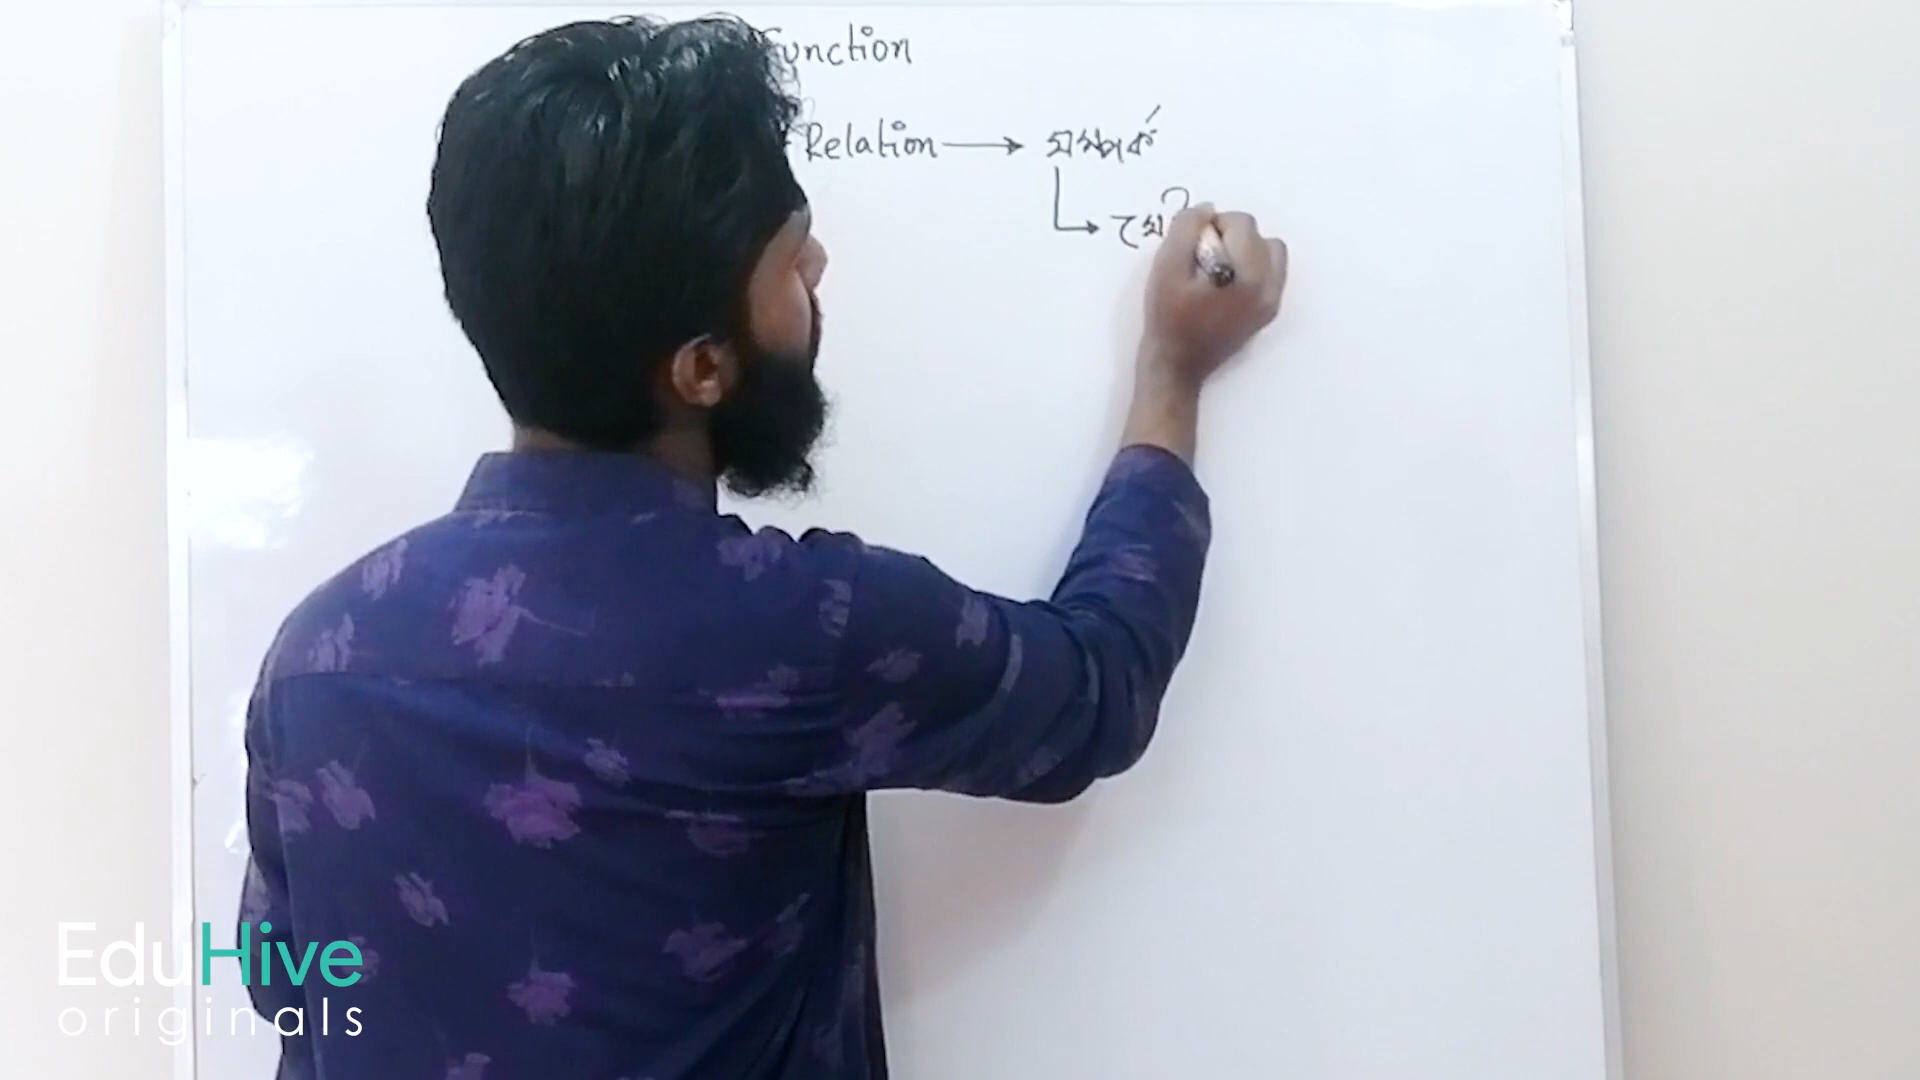 Function
Relation → সম্পর্ক
EduHive
originals